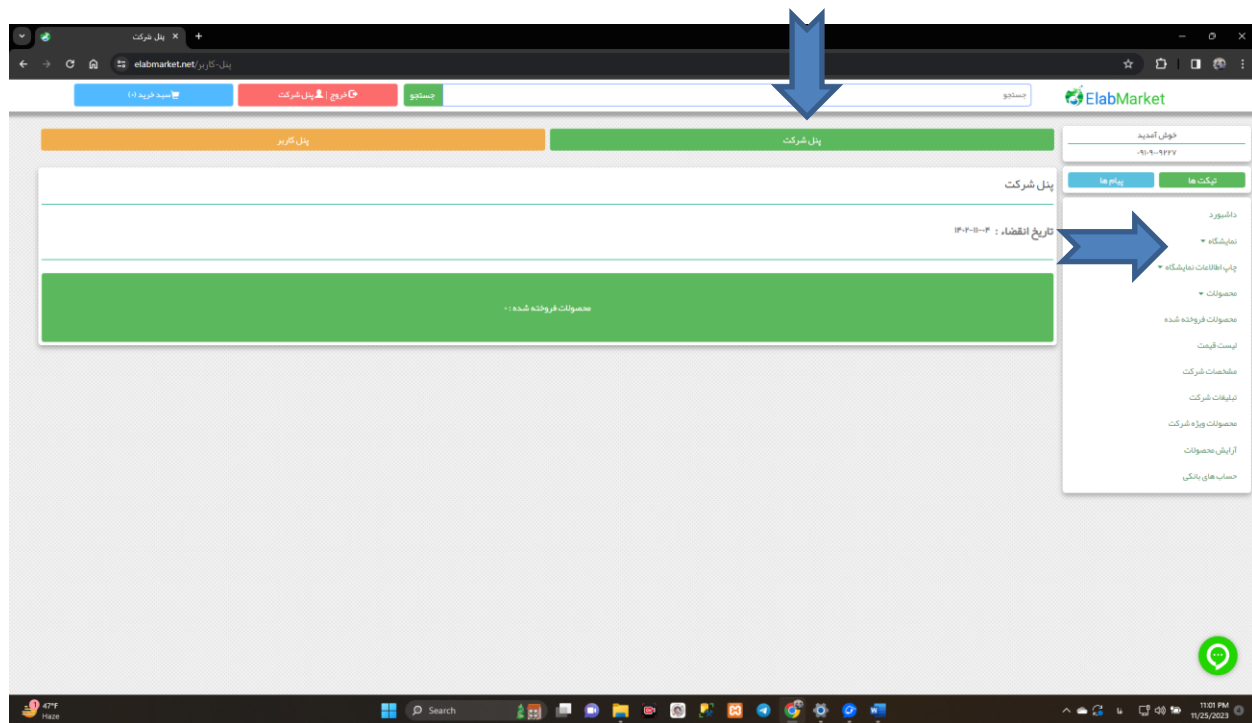 پنل شرکت
elabmarket.net/پنل-کاربر
ElabMarket
جستجو
جستجو
خروج | پنل شرکت
سبد خرید (۰)
خوش آمدید
تیکت ها
پیام ها
پنل شرکت
پنل کاربر
پنل شرکت
تاریخ انقضاء : ۱۴۰۲-۱۱-۰۴
محصولات فروخته شده : ۰
داشبورد
نمایشگاه
چاپ اطلاعات نمایشگاه
محصولات
محصولات فروخته شده
لیست قیمت
مشخصات شرکت
تبلیغات شرکت
محصولات ویژه شرکت
آرایش محصولات
حساب های بانکی
1
47°F
Haze
Search
11:01 PM
11/25/2023